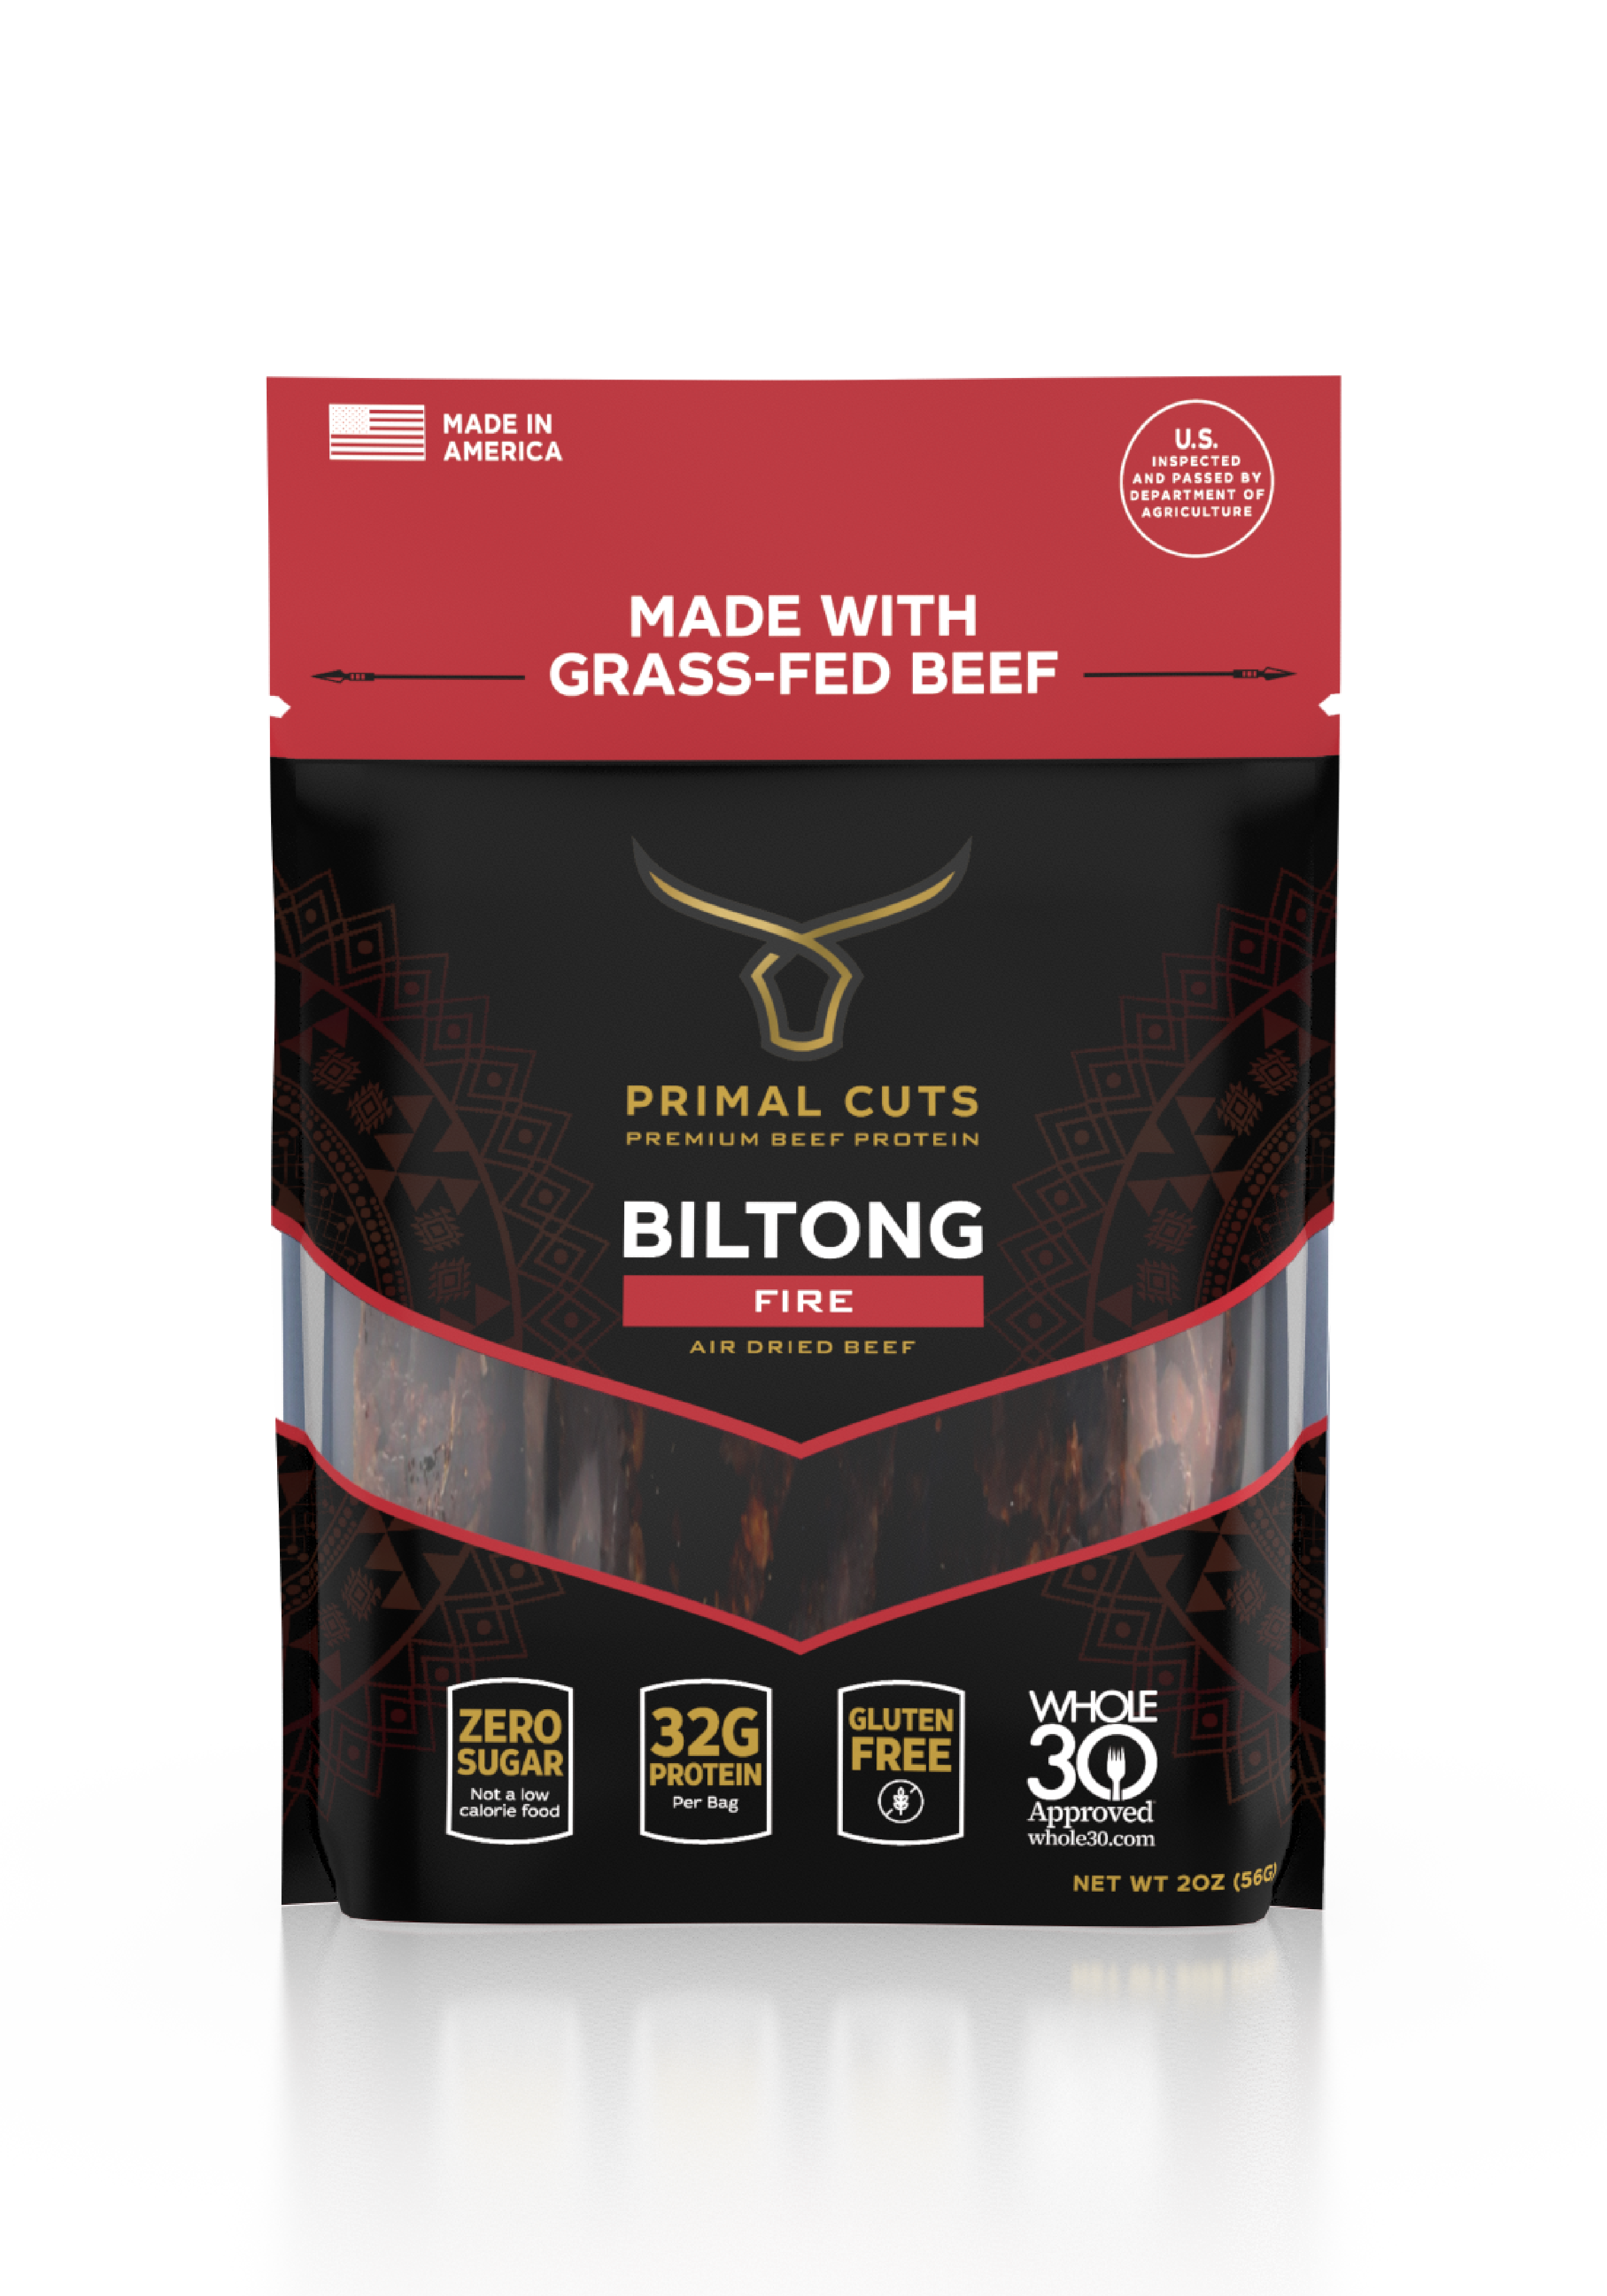 MADE IN
AMERICA
U.S.
INSPECTED
AND PASSED BY
DEPARTMENT OF
AGRICULTURE
MADE WITH
GRASS-FED BEEF
PRIMAL CUTS
PREMIUM BEEF PROTEIN
BILTONG
FIRE
AIR DRIED BEEF
ZERO
SUGAR
Not a low
calorie food
32G
PROTEIN
Per Bag
GLUTEN
FREE
WHOLE
30
Approved
whole30.com
NET WT 2OZ (56G)